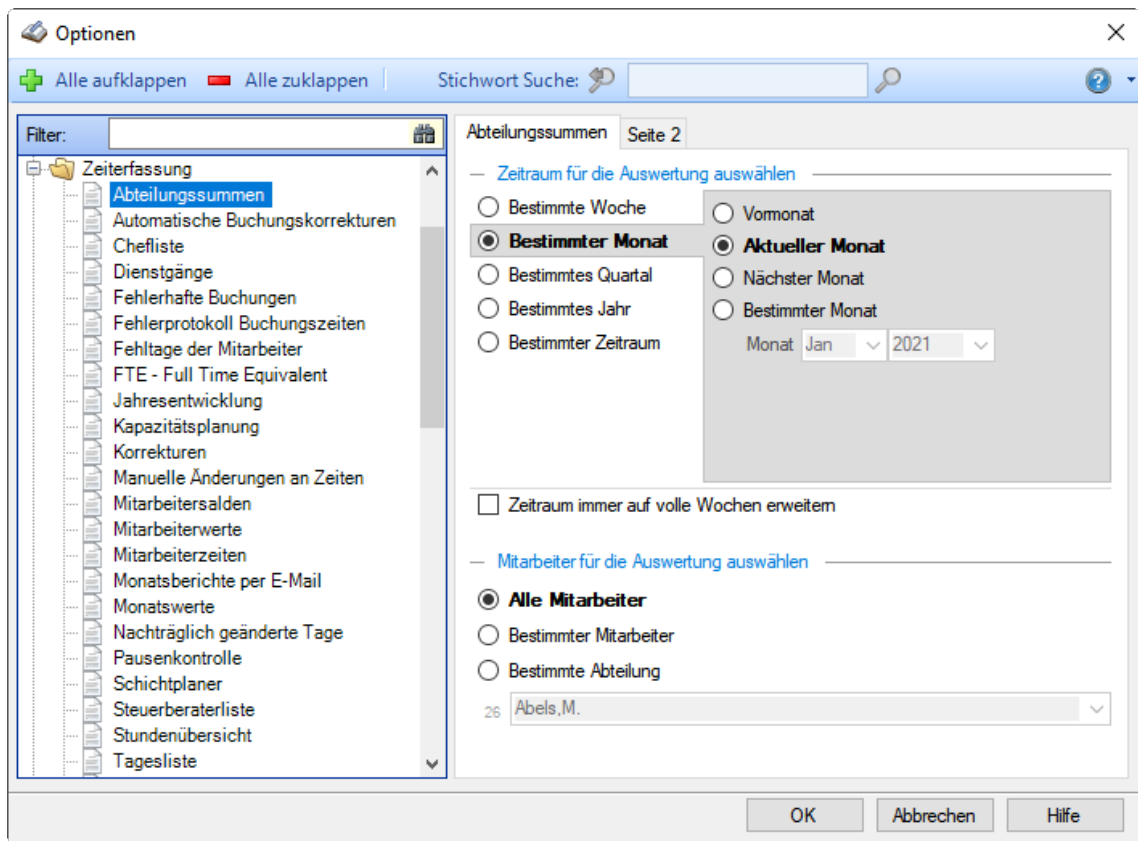 Optionen
Alle aufklappen Alle zuklappen Stichwort Suche:
Filter:
Zeiterfassung
Abteilungssummen
Automatische Buchungskorrekturen
Chefliste
Dienstgänge
Fehlerhafte Buchungen
Fehlerprotokoll Buchungszeiten
Fehltage der Mitarbeiter
FTE - Full Time Equivalent
Jahresentwicklung
Kapazitätsplanung
Korrekturen
Manuelle Änderungen an Zeiten
Mitarbeitersalden
Mitarbeiterwerte
Mitarbeiterzeiten
Monatsberichte per E-Mail
Monatswerte
Nachträglich geänderte Tage
Pausenkontrolle
Schichtplaner
Steuerberaterliste
Stundenübersicht
Tagesliste
Abteilungssummen Seite 2
Zeitraum für die Auswertung auswählen
Bestimmte Woche
Bestimmter Monat
Bestimmtes Quartal
Bestimmtes Jahr
Bestimmter Zeitraum
Vormonat
Aktueller Monat
Nächster Monat
Bestimmter Monat
Monat Jan 2021
Zeitraum immer auf volle Wochen erweitern
Mitarbeiter für die Auswertung auswählen
Alle Mitarbeiter
Bestimmter Mitarbeiter
Bestimmte Abteilung
26 Abels,M.
OK Abbrechen Hilfe